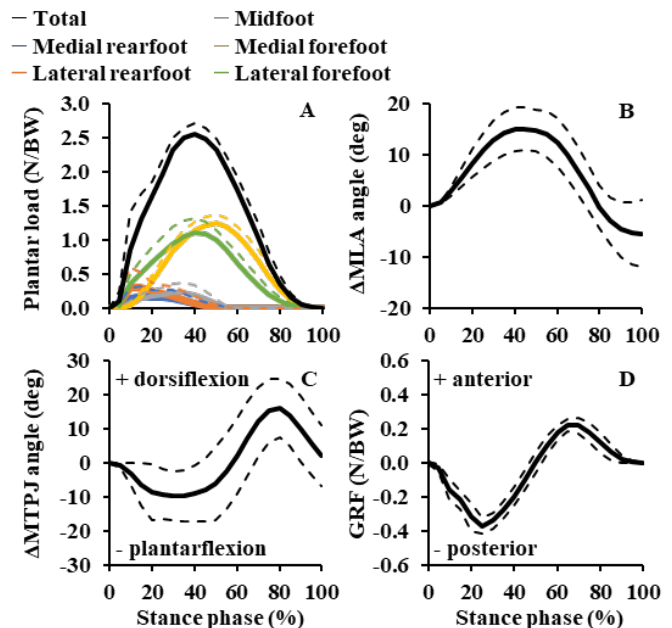 Total
Midfoot
Medial rearfoot
Medial forefoot
Lateral rearfoot
Lateral forefoot
A
Plantar load (N/BW)
3.0
2.5
2.0
1.5
1.0
0.5
0.0
0 20 40 60 80 100
B
ΔMLA angle (deg)
20
10
0
-10
-20
0 20 40 60 80 100
C
+ dorsiflexion
- plantarflexion
ΔMTPJ angle (deg)
30
20
10
0
-10
-20
-30
0 20 40 60 80 100
Stance phase (%)
D
+ anterior
- posterior
GRF (N/BW)
0.6
0.4
0.2
0.0
-0.2
-0.4
-0.6
0 20 40 60 80 100
Stance phase (%)